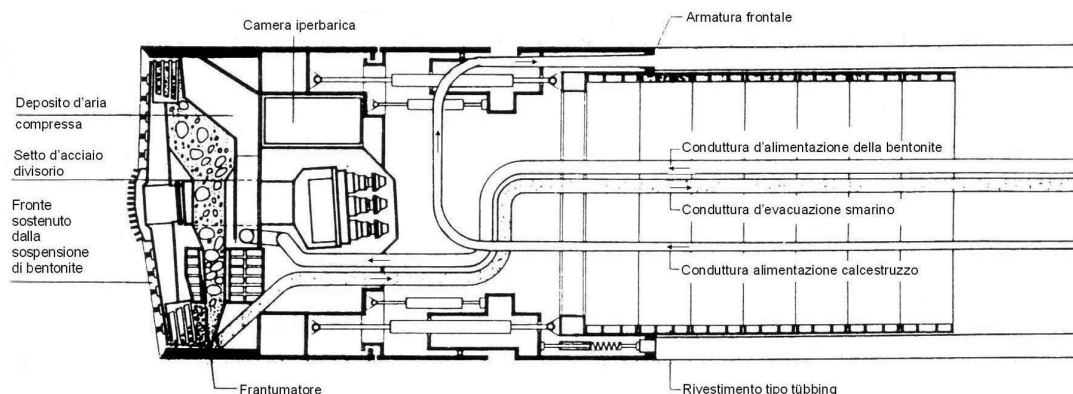 Camera iperbarica
Armatura frontale
Deposito d'aria
compressa
Setto d'acciaio
divisorio
Fronte
sostenuto
dalla
sospensione
di bentonite
Conduttura d'alimentazione della bentonite
Conduttura d'evacuazione smarino
Conduttura alimentazione calcestruzzo
Frantumatore
Rivestimento tipo tübbing